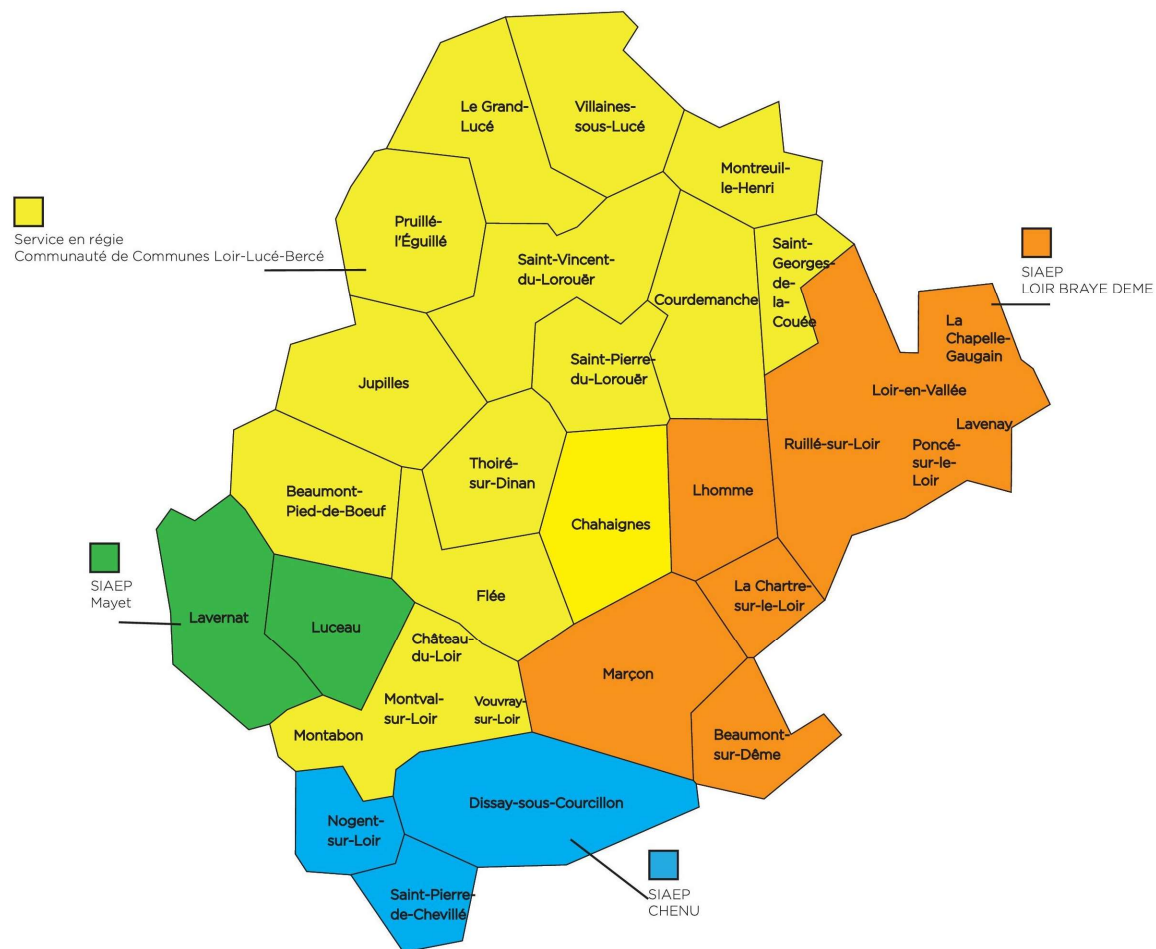 Le Grand-
Lucé
Villaines-
sous-Lucé
Montreuil-
le-Henri
Pruillé-
l'Éguillé
Service en régie
Communauté de Communes Loir-Lucé-Bercé
Saint-Vincent-
du-Lorouër
Courdemanche
Saint-
Georges-
de-
la-
Couée
SIAEP
LOIR BRAYE DEME
La
Chapelle-
Gaugain
Jupilles
Saint-Pierre-
du-Lorouër
Loir-en-Vallée
Lavenay
Ruillé-sur-Loir
Poncé-
sur-le-
Loir
Thoiré-
sur-Dinan
Beaumont-
Pied-de-Boeuf
Lhomme
Chahaignes
SIAEP
Mayet
La Chartre-
sur-le-Loir
Flée
Lavernat
Luceau
Château-
du-Loir
Marçon
Montval-
sur-Loir
Vouvray-
sur-Loir
Montabon
Beaumont-
sur-Dême
Dissay-sous-Courcillon
Nogent-
sur-Loir
SIAEP
CHENU
Saint-Pierre-
de-Chevillé